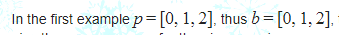 In the first example p = [0, 1, 2], thus b = [0, 1, 2],